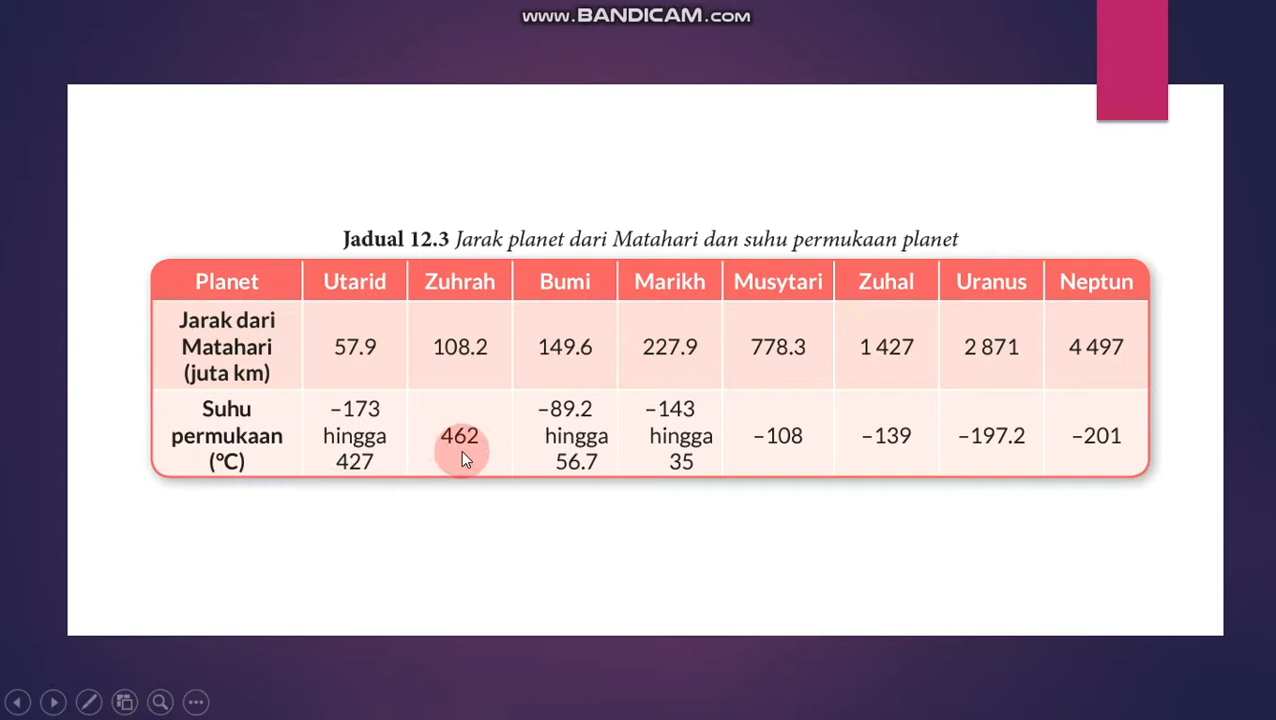 www.BANDICAM.com
Jadual 12.3 Jarak planet dari Matahari dan suhu permukaan planet
Planet Utarid Zuhrah Bumi Marikh Musytari Zuhal Uranus Neptun
Jarak dari
Matahari 57.9 108.2 149.6 227.9 778.3 1 427 2 871 4 497
(juta km)
Suhu –173 –89.2 –143
permukaan hingga 462 hingga hingga –108 –139 –197.2 –201
(°C) 427 56.7 35